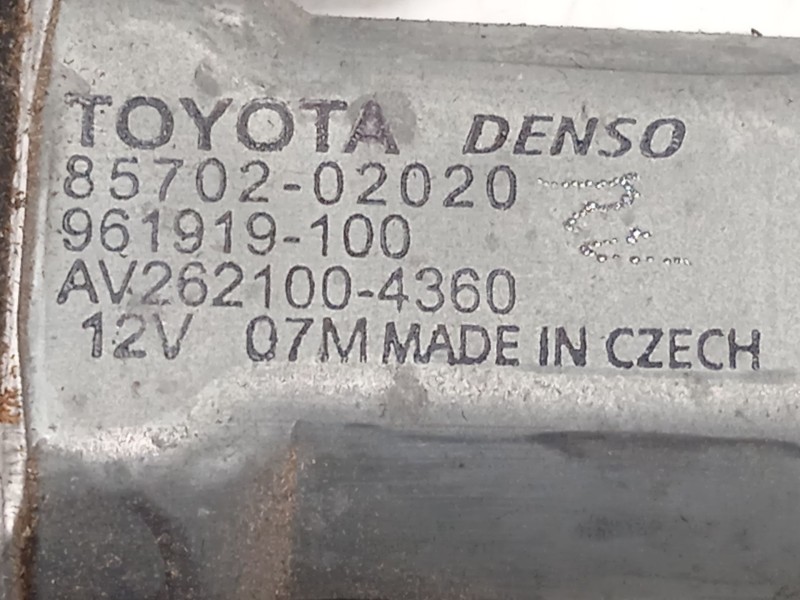 TOYOTA DENSO
85702-02020
961919-100
AV262100-4360
12V 07M MADE IN CZECH